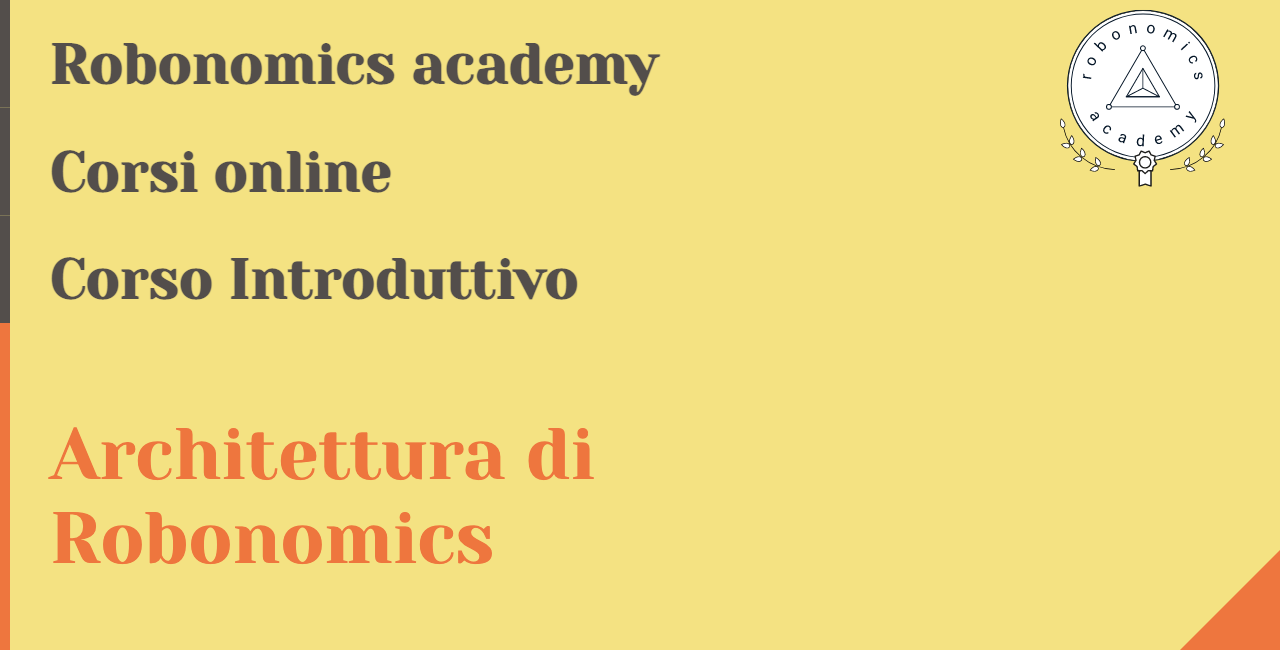 Robonomics academy
Corsi online
Corso Introduttivo
Architettura di
Robonomics
robonomics
academy